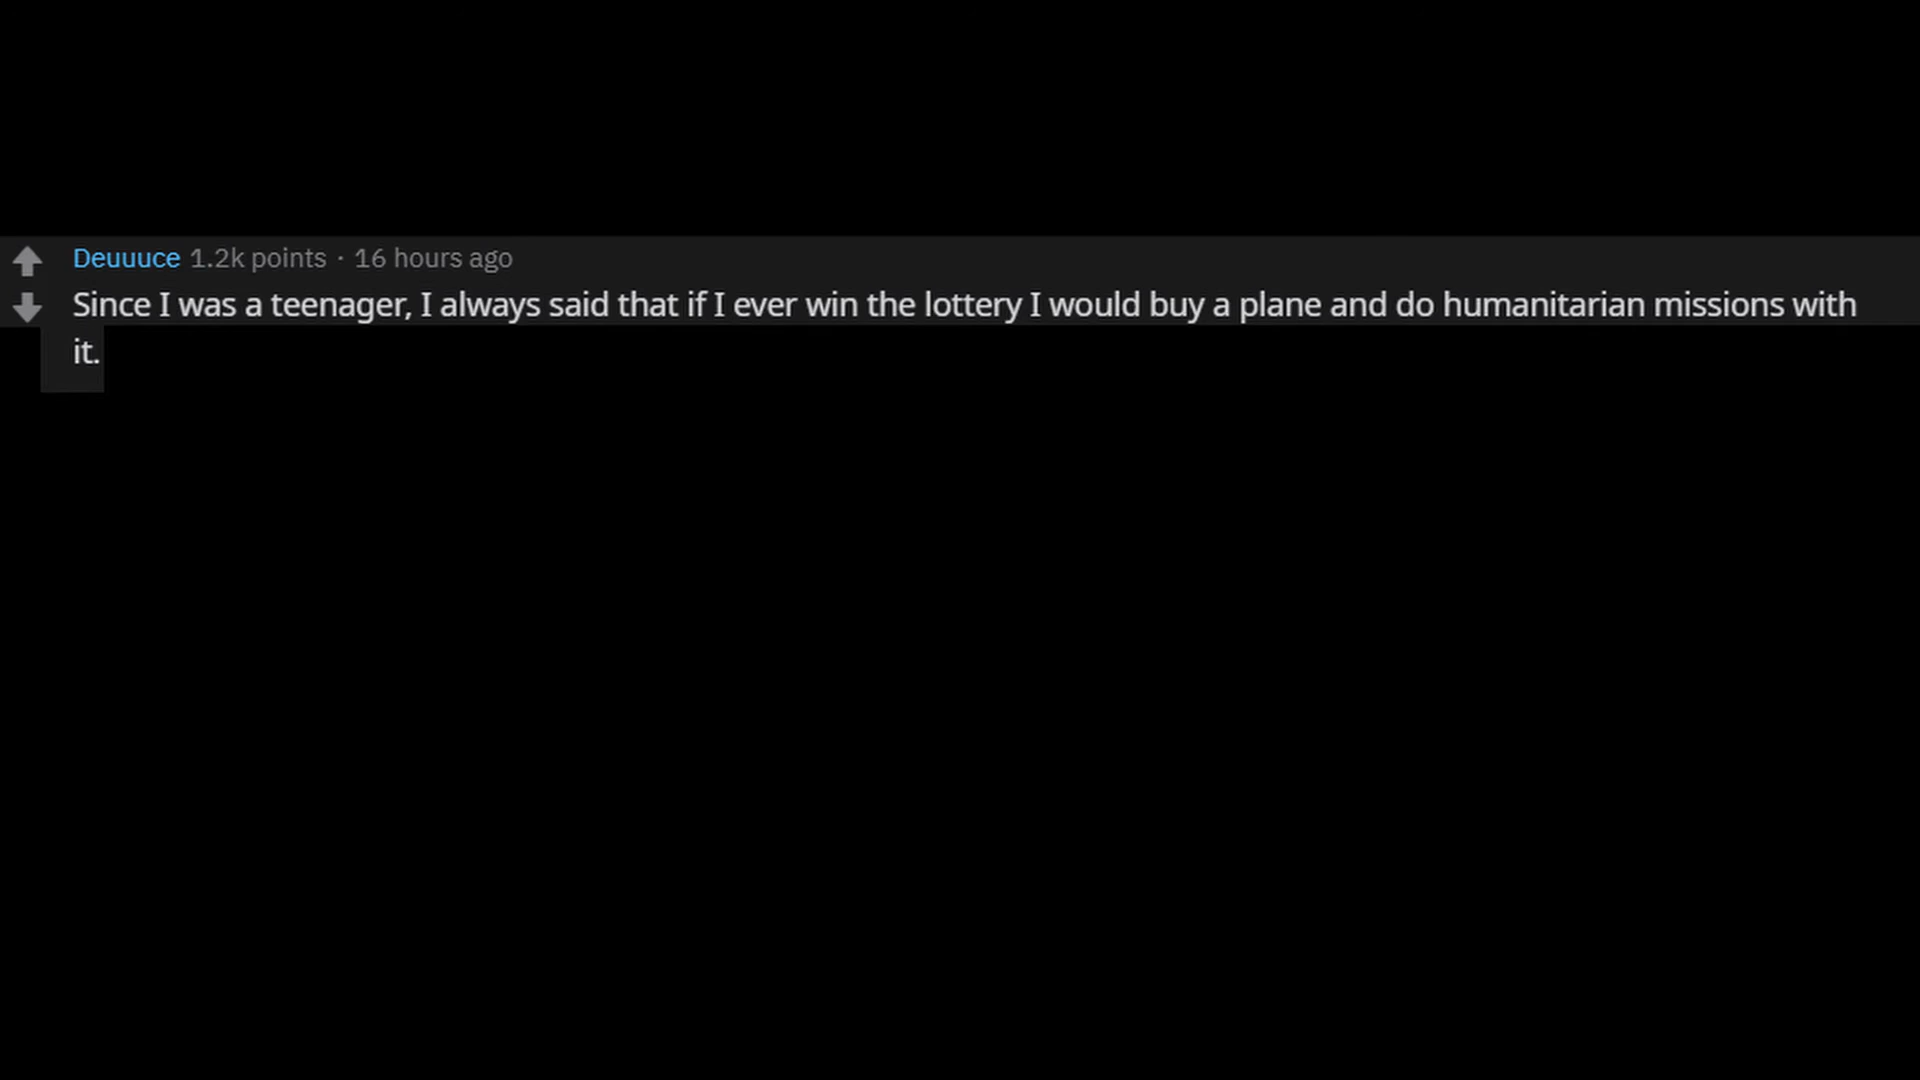 Deuuuce 1.2k points · 16 hours ago
Since I was a teenager, I always said that if I ever win the lottery I would buy a plane and do humanitarian missions with
it.